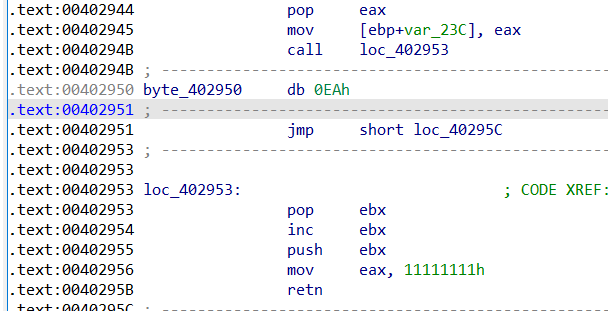 .text:00402944 pop eax
.text:00402945 mov [ebp+var_23C], eax
.text:0040294B call loc_402953
.text:0040294B ; ---------------------------------------------------------
.text:00402950 byte_402950 db 0EAh
.text:00402951 ; ---------------------------------------------------------
.text:00402951 jmp short loc_40295C
.text:00402953 ; ---------------------------------------------------------
.text:00402953
.text:00402953 loc_402953: ; CODE XREF:
.text:00402953 pop ebx
.text:00402954 inc ebx
.text:00402955 push ebx
.text:00402956 mov eax, 11111111h
.text:0040295B retn
.text:0040295C ; ---------------------------------------------------------